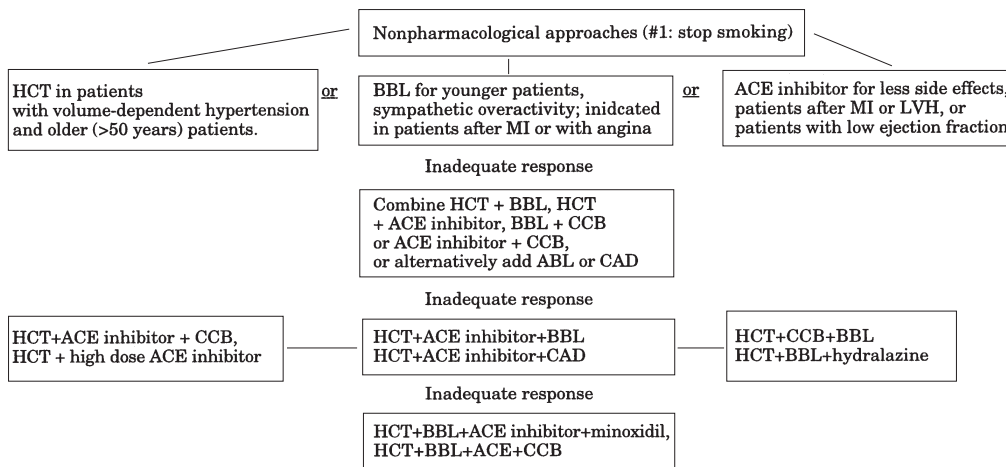 Nonpharmacological approaches (#1: stop smoking)
HCT in patients
with volume-dependent hypertension
and older (>50 years) patients.
or
BBL for younger patients,
sympathetic overactivity; inidcated
in patients after MI or with angina
or
ACE inhibitor for less side effects,
patients after MI or LVH, or
patients with low ejection fraction
Inadequate response
Combine HCT + BBL, HCT
+ ACE inhibitor, BBL + CCB
or ACE inhibitor + CCB,
or alternatively add ABL or CAD
Inadequate response
HCT+ACE inhibitor + CCB,
HCT + high dose ACE inhibitor
HCT+ACE inhibitor+BBL
HCT+ACE inhibitor+CAD
HCT+CCB+BBL
HCT+BBL+hydralazine
Inadequate response
HCT+BBL+ACE inhibitor+minoxidil,
HCT+BBL+ACE+CCB